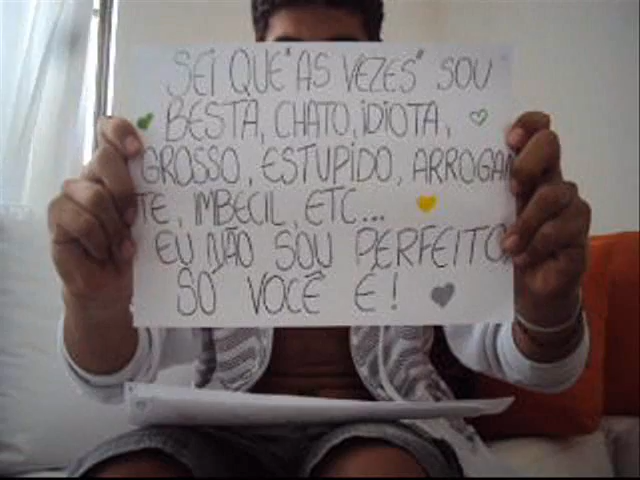 SEI QUE "AS VEZES" SOU
BESTA, CHATO, IDIOTA,
GROSSO, ESTUPIDO, ARROGAN
TE, IMBECIL, ETC...
EU NÃO SOU PERFEITO,
SÓ VOCÊ É!